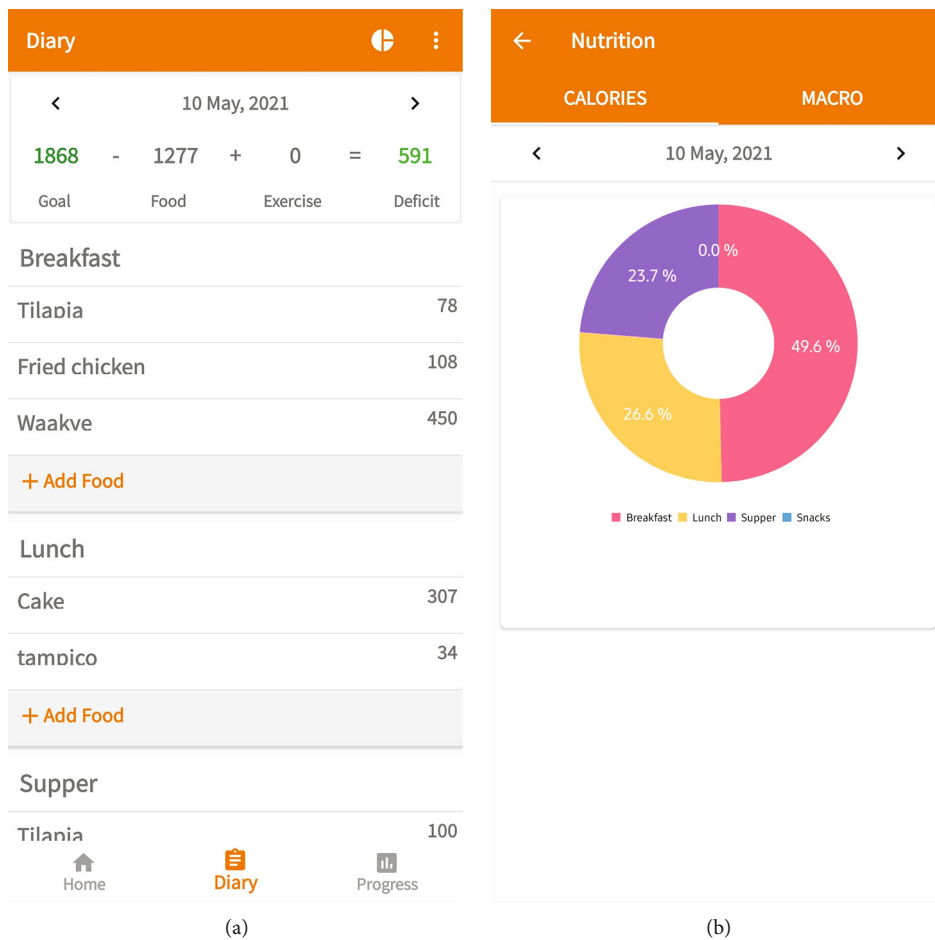 Diary
10 May, 2021
1868 - 1277 + 0 = 591
Goal Food Exercise Deficit
Breakfast
Tilapia 78
Fried chicken 108
Waakye 450
+ Add Food
Lunch
Cake 307
tampico 34
+ Add Food
Supper
Tilapia 100
Home Diary Progress
(a)
Nutrition
CALORIES MACRO
10 May, 2021
0.0 %
23.7 %
49.6 %
26.6 %
Breakfast Lunch Supper Snacks
(b)